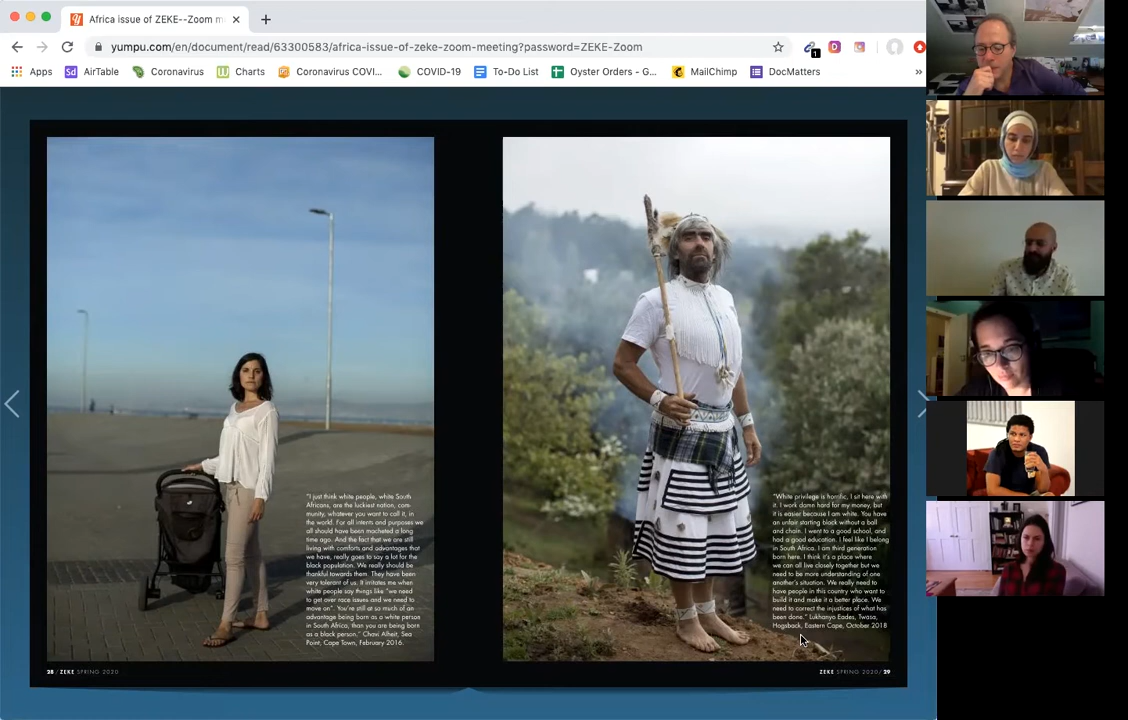 Africa issue of ZEKE--Zoom m
yumpu.com/en/document/read/63300583/africa-issue-of-zeke-zoom-meeting?password=ZEKE-Zoom
1
Apps
Sd AirTable
Coronavirus
Charts
Coronavirus COVI...
COVID-19
To-Do List
Oyster Orders - G...
MailChimp
DocMatters
»
"I just think white people, white South
Africans, are the luckiest nation, com-
munity, whatever you want to call it, in
the world. For all intents and purposes we
all should have been macheted a long
time ago. And the fact that we are still
living with comforts and advantages that
we have, really goes to say a lot for the
black population. We really should be
thankful towards them. They have been
very tolerant of us. It irritates me when
white people say things like "we need
to get over race issues and we need to
move on". You're still at so much of an
advantage being born as a white person
in South Africa, than you are being born
as a black person." Chavi Alheit, Sea
Point, Cape Town, February 2016.
"White privilege is horrific, I sit here with
it. I work damn hard for my money, but
it is easier because I am white. You have
an unfair starting block without a ball
and chain. I went to a good school, and
had a good education. I feel like I belong
in South Africa. I am third generation
born here. I think it's a place where
we can all live closely together but we
need to be more understanding of one
another's situation. We really need to
have people in this country who want to
build it and make it a better place. We
need to correct the injustices of what has
been done." Lukhanyo Eades, Twasa,
Hogsback, Eastern Cape, October 2018
28 / ZEKE SPRING 2020
ZEKE SPRING 2020/ 29